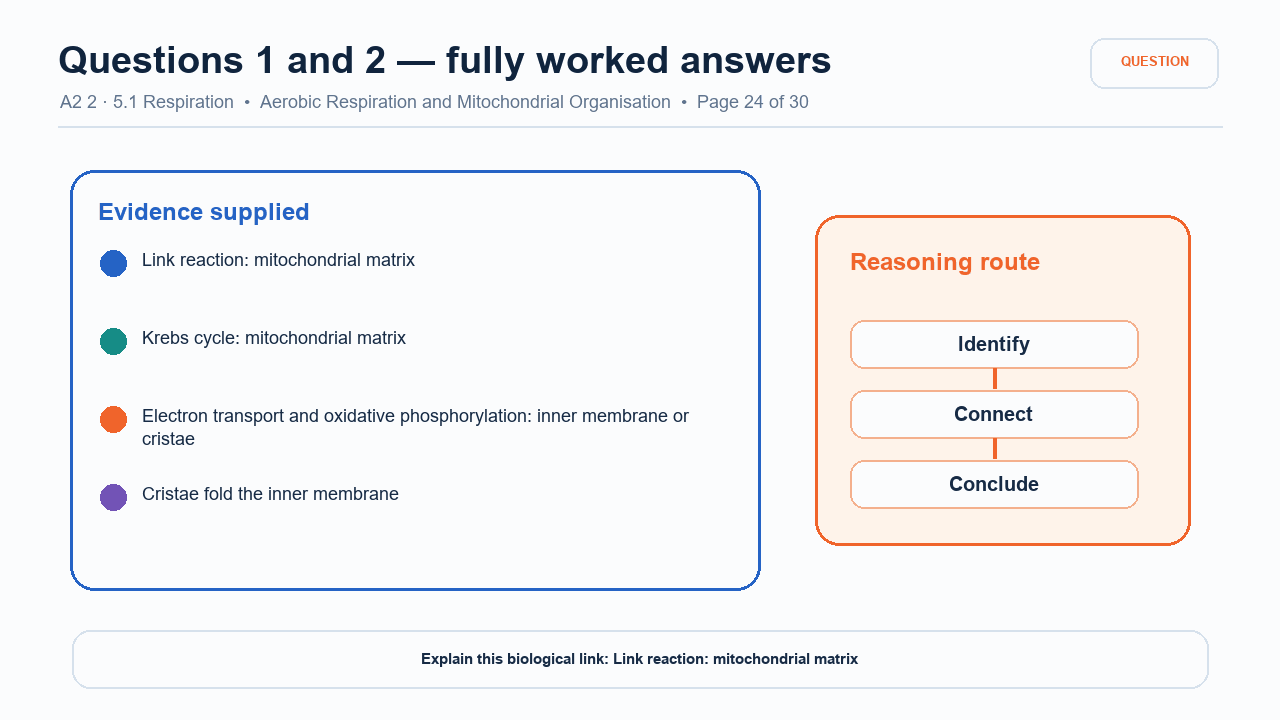 Questions 1 and 2 — fully worked answers
QUESTION
A2 2 · 5.1 Respiration • Aerobic Respiration and Mitochondrial Organisation • Page 24 of 30
Evidence supplied
Link reaction: mitochondrial matrix
Krebs cycle: mitochondrial matrix
Electron transport and oxidative phosphorylation: inner membrane or
cristae
Cristae fold the inner membrane
Reasoning route
Identify
Connect
Conclude
Explain this biological link: Link reaction: mitochondrial matrix